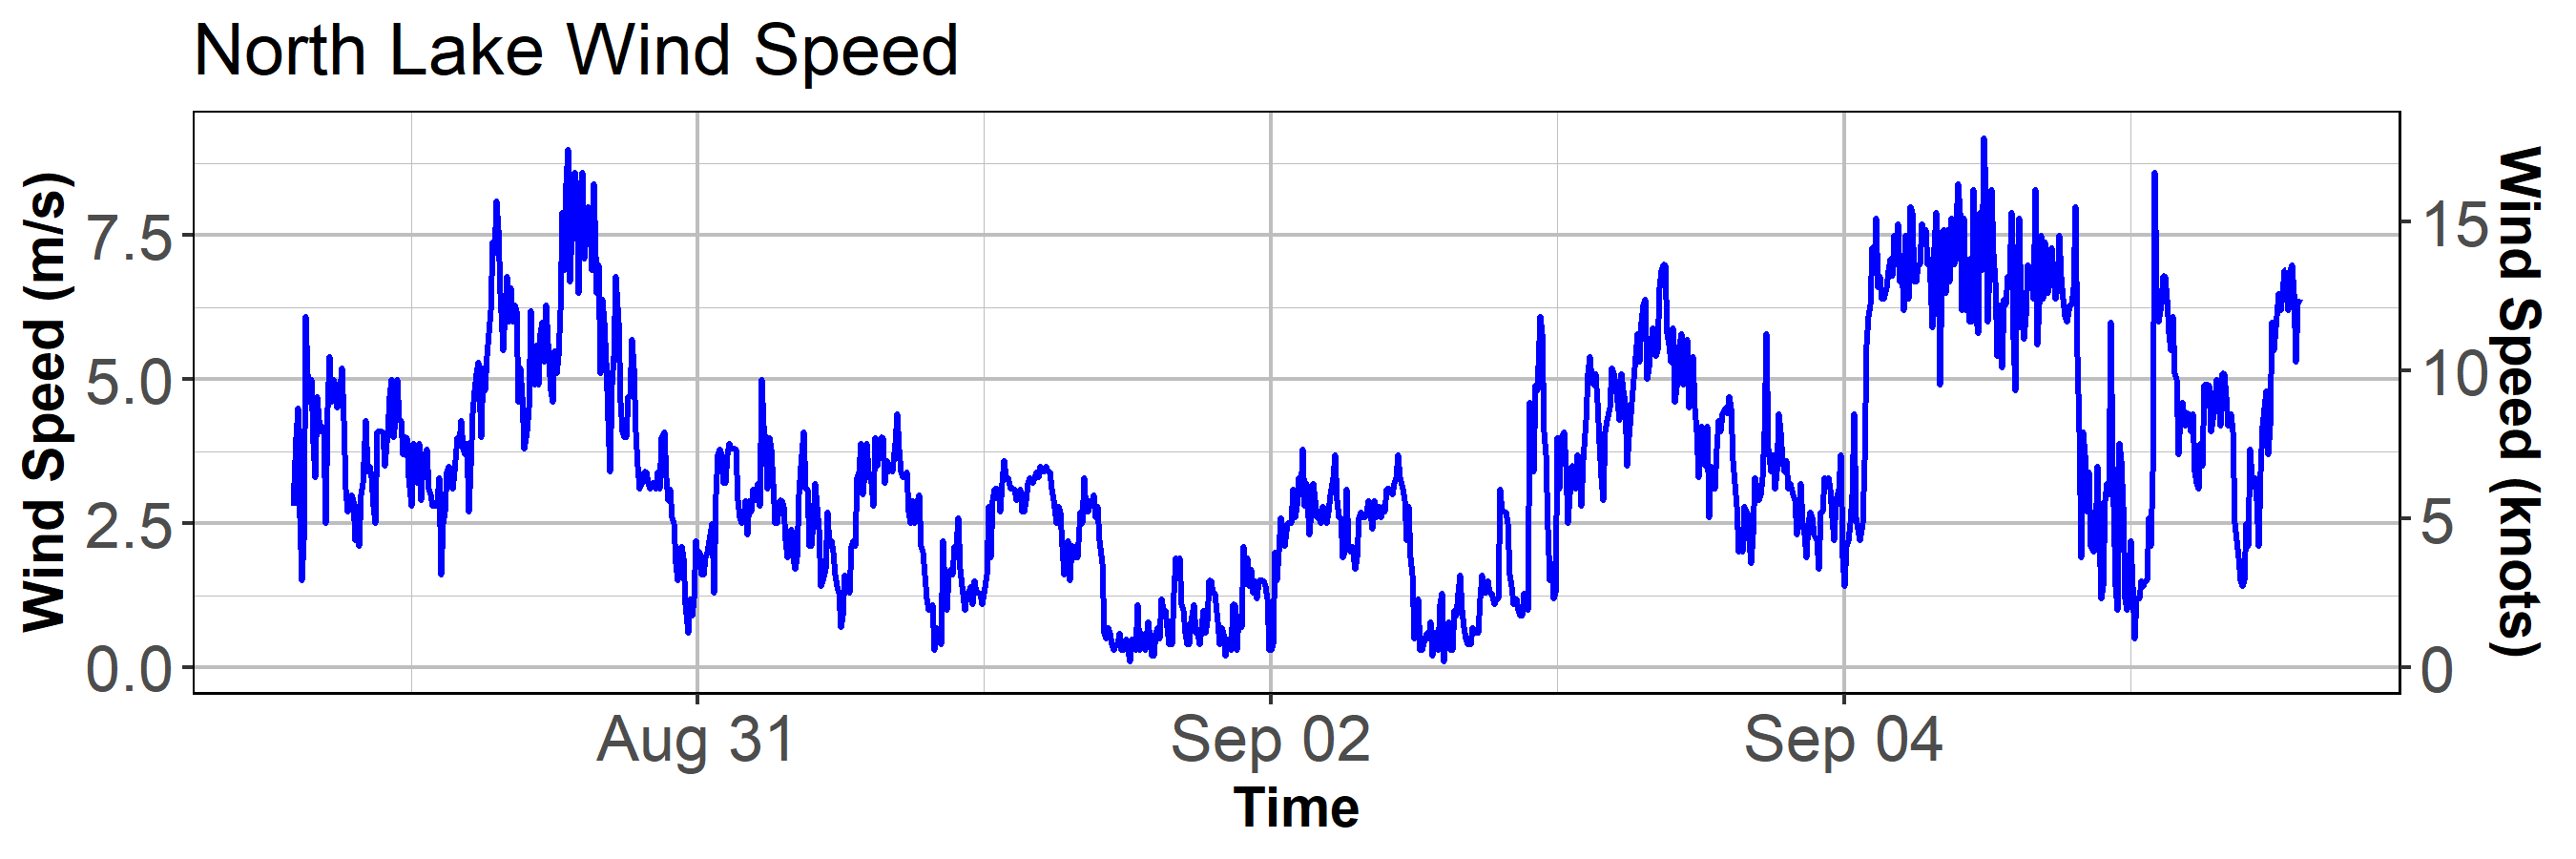 North Lake Wind Speed
Wind Speed (m/s)
7.5
5.0
2.5
0.0
15
10
5
0
Wind Speed (knots)
Aug 31
Sep 02
Sep 04
Time